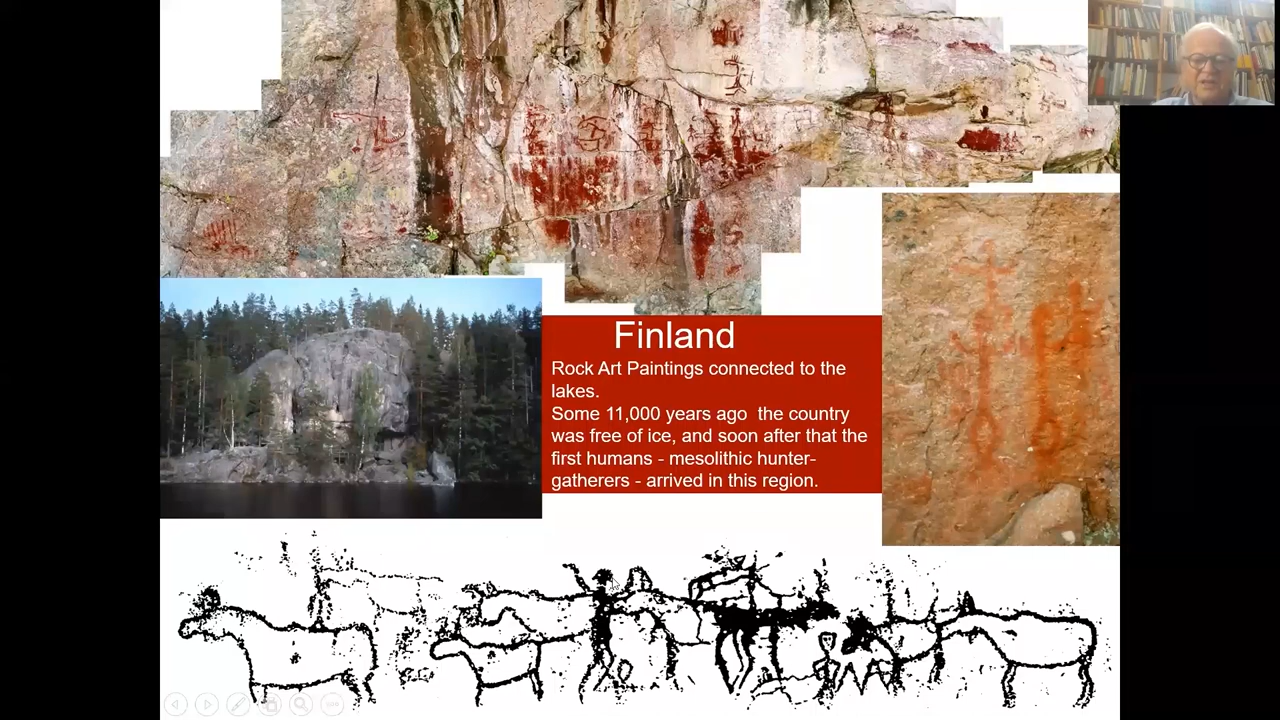 Finland
Rock Art Paintings connected to the
lakes.
Some 11,000 years ago  the country
was free of ice, and soon after that the
first humans - mesolithic hunter-
gatherers - arrived in this region.